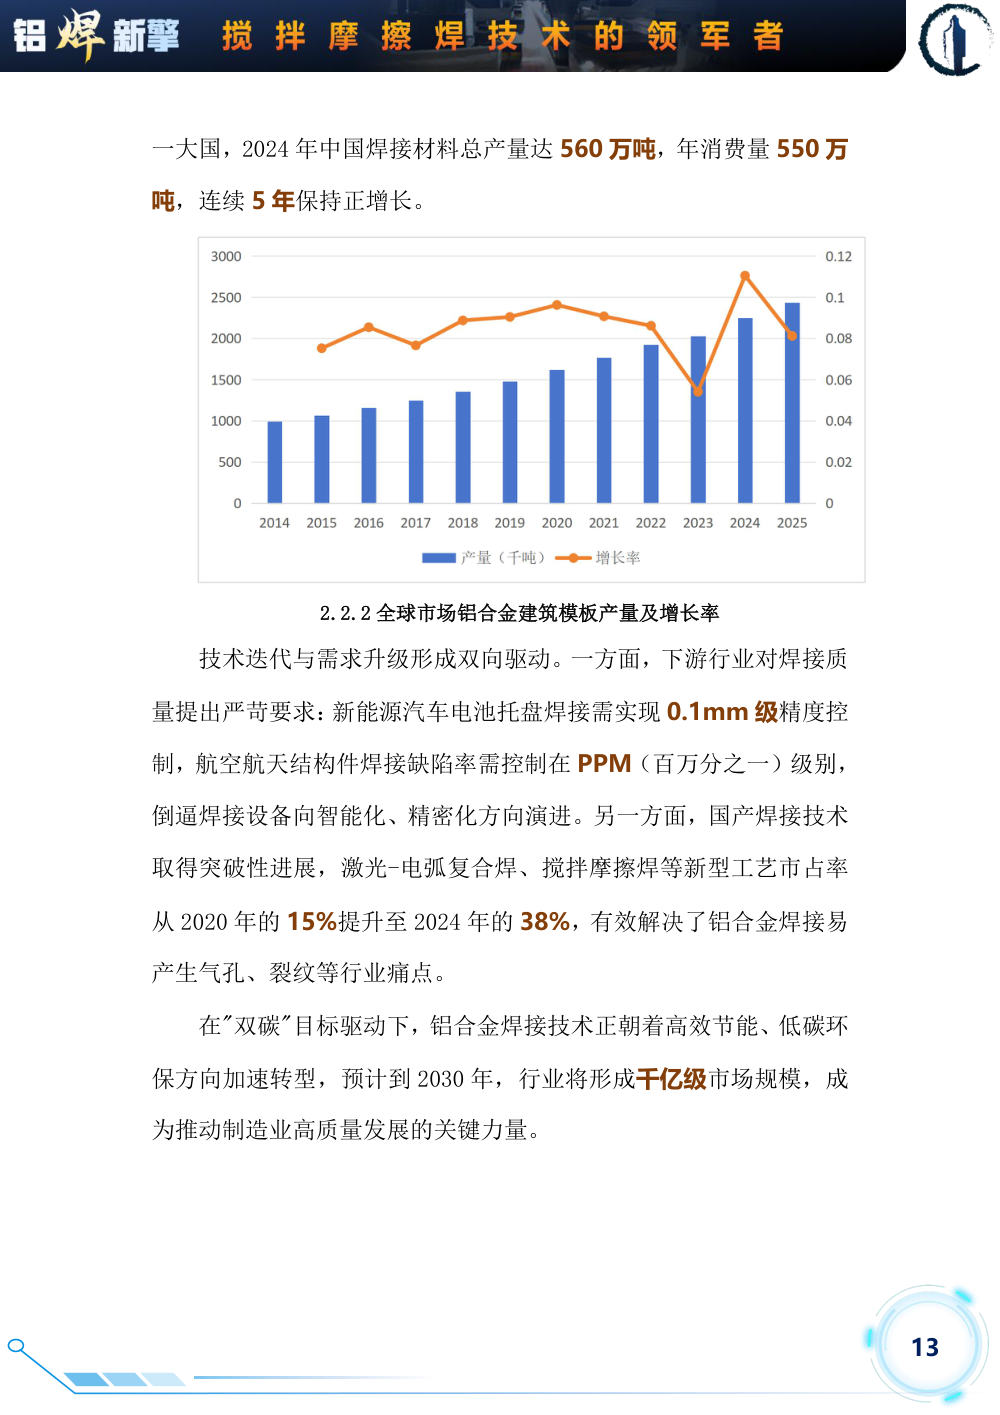 铝焊新擎 搅拌摩擦焊技术的领军者
一大国，2024 年中国焊接材料总产量达 560 万吨，年消费量 550 万
吨，连续 5 年保持正增长。
3000 0.12
2500 0.1
2000 0.08
1500 0.06
1000 0.04
500 0.02
0 0
2014 2015 2016 2017 2018 2019 2020 2021 2022 2023 2024 2025
产量（千吨） 增长率
2.2.2 全球市场铝合金建筑模板产量及增长率
技术迭代与需求升级形成双向驱动。一方面，下游行业对焊接质
量提出严苛要求：新能源汽车电池托盘焊接需实现 0.1mm 级精度控
制，航空航天结构件焊接缺陷率需控制在 PPM（百万分之一）级别，
倒逼焊接设备向智能化、精密化方向演进。另一方面，国产焊接技术
取得突破性进展，激光-电弧复合焊、搅拌摩擦焊等新型工艺市占率
从 2020 年的 15%提升至 2024 年的 38%，有效解决了铝合金焊接易
产生气孔、裂纹等行业痛点。
在"双碳"目标驱动下，铝合金焊接技术正朝着高效节能、低碳环
保方向加速转型，预计到 2030 年，行业将形成千亿级市场规模，成
为推动制造业高质量发展的关键力量。
13